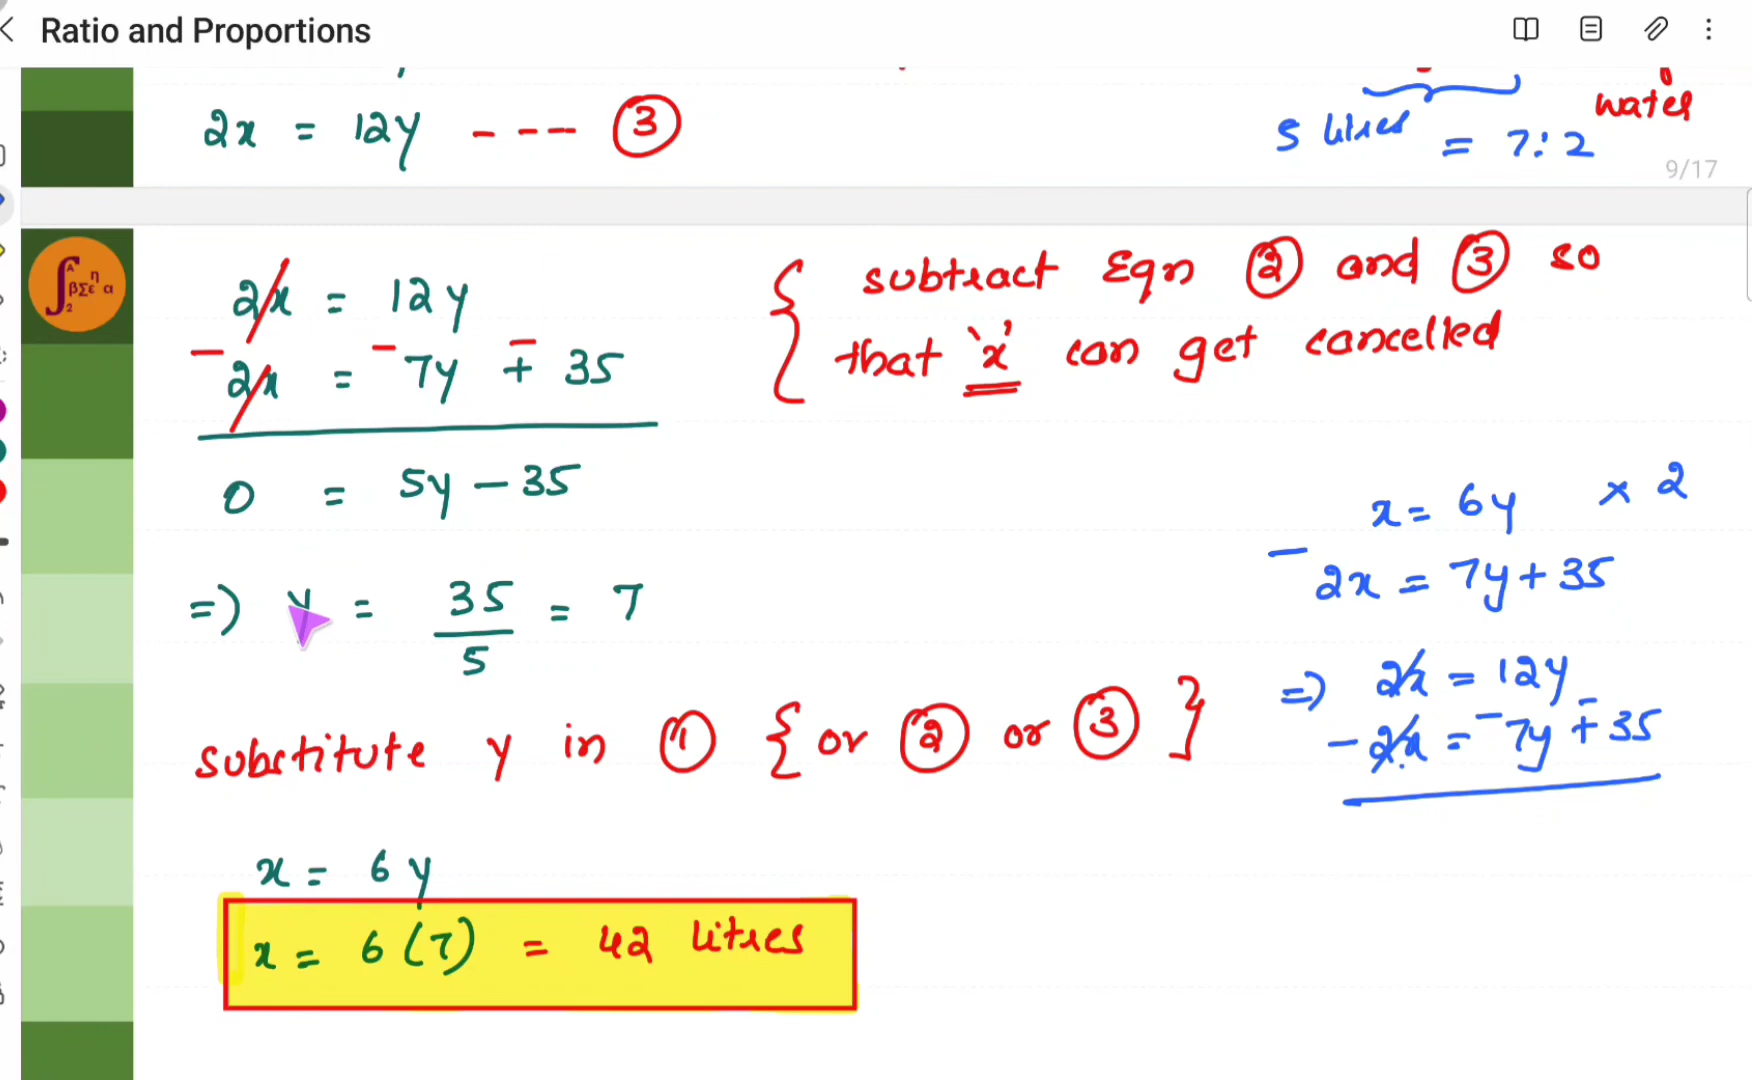 Ratio and Proportions
2x = 12y - - - - ③
water
5 litres = 7:2
9/17
2x = 12y
- 2x = - 7y + - 35
0 = 5y - 35
{ subtract Eqn ② and ③ so
that 'x' can get cancelled
x = 6y × 2
- 2x = 7y + 35
=) y = 35/5 = 7
=) 2x = 12y
- 2x = - 7y + - 35
substitute y in ① { or ② or ③ }
x = 6y
x = 6(7) = 42 litres